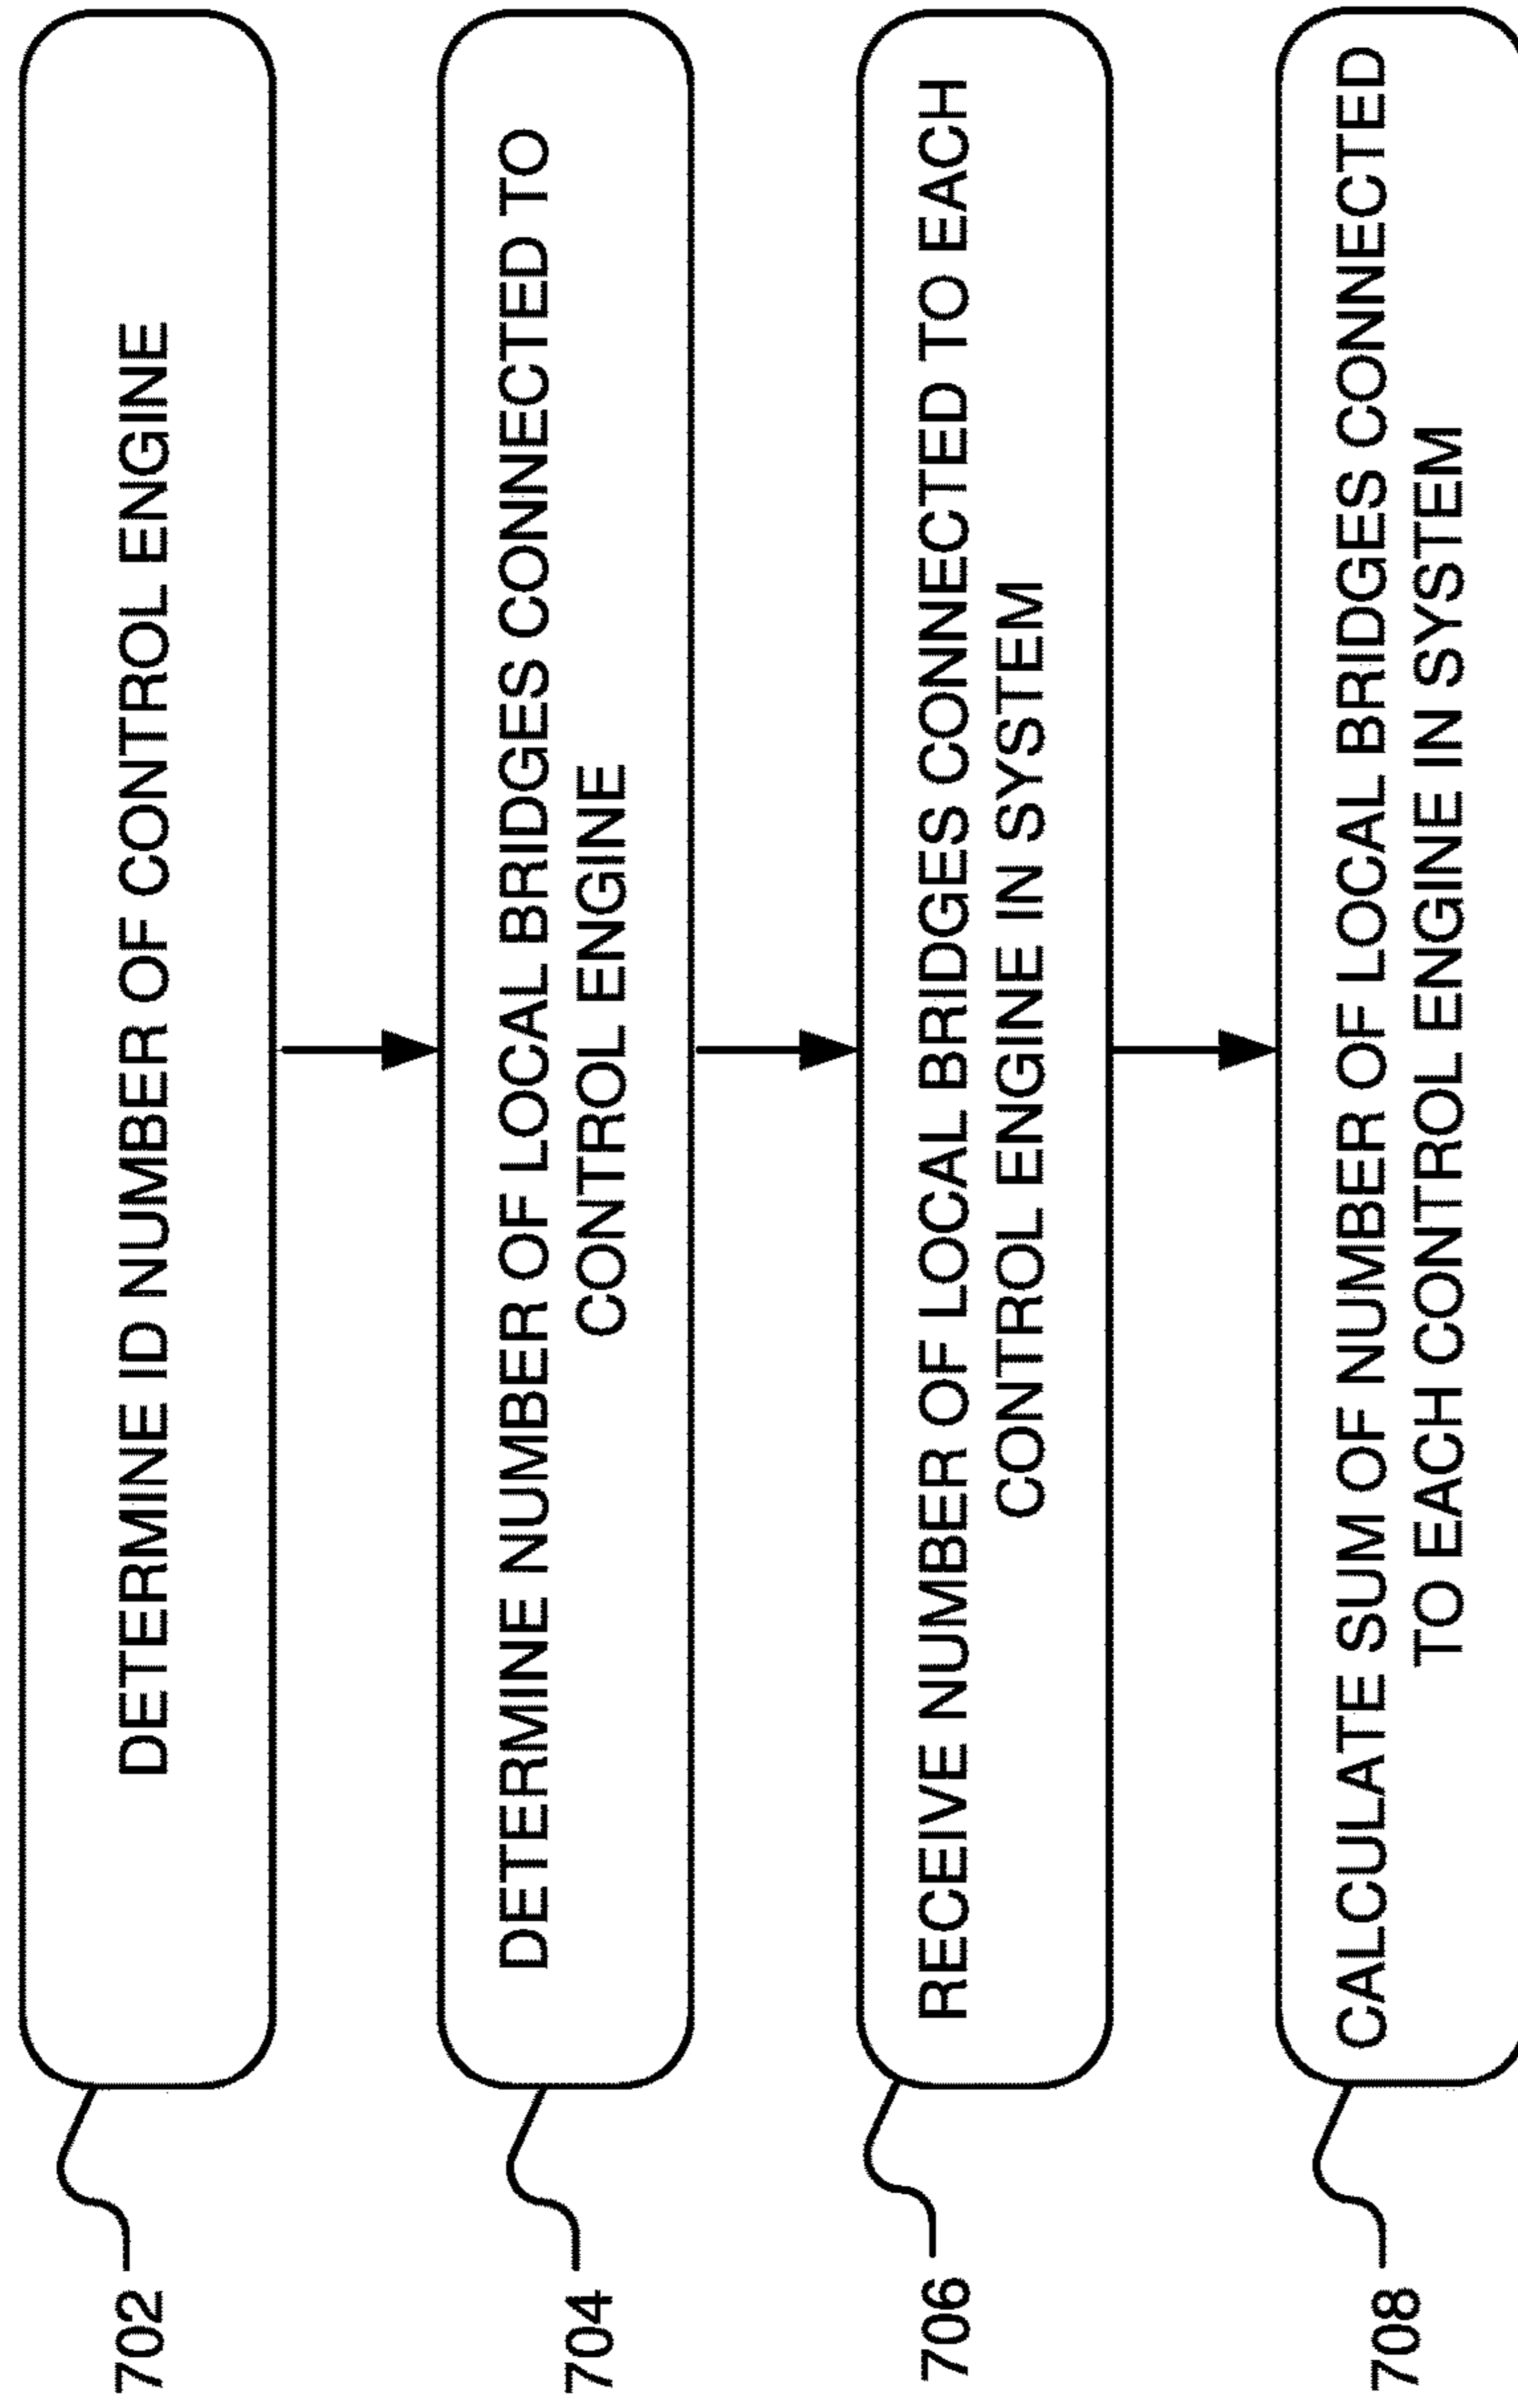 702
DETERMINE ID NUMBER OF CONTROL ENGINE
704
DETERMINE NUMBER OF LOCAL BRIDGES CONNECTED TO
CONTROL ENGINE
706
RECEIVE NUMBER OF LOCAL BRIDGES CONNECTED TO EACH
CONTROL ENGINE IN SYSTEM
708
CALCULATE SUM OF NUMBER OF LOCAL BRIDGES CONNECTED
TO EACH CONTROL ENGINE IN SYSTEM